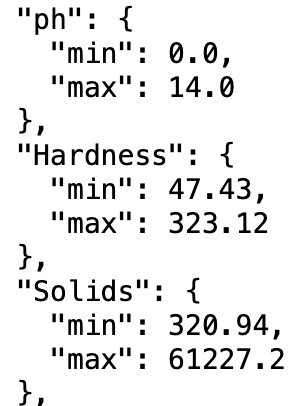 "ph": {
  "min": 0.0,
  "max": 14.0
},
"Hardness": {
  "min": 47.43,
  "max": 323.12
},
"Solids": {
  "min": 320.94,
  "max": 61227.2
},